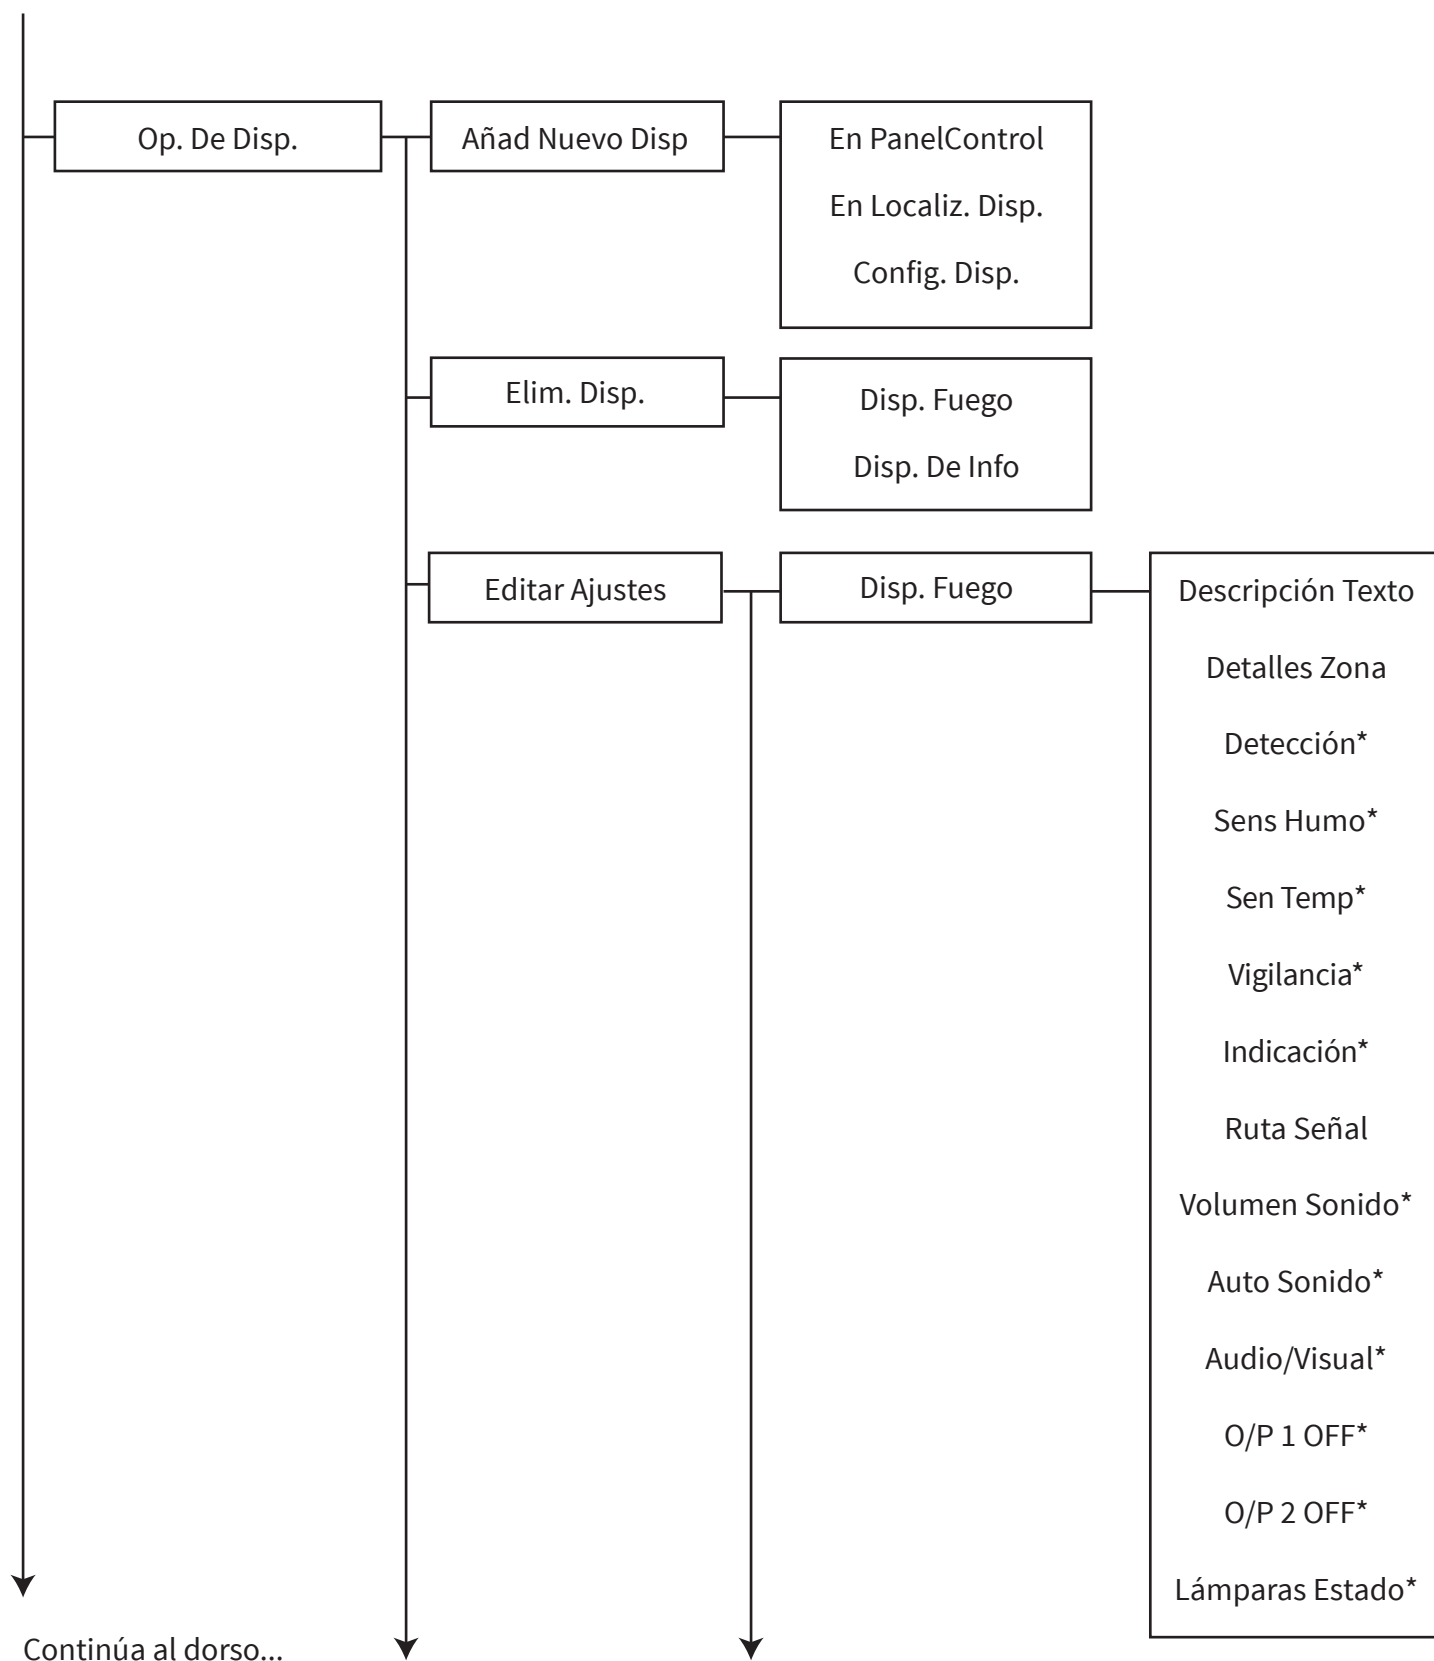 Op. De Disp.
Añad Nuevo Disp
En PanelControl
En Localiz. Disp.
Config. Disp.
Elim. Disp.
Disp. Fuego
Disp. De Info
Editar Ajustes
Disp. Fuego
Descripción Texto
Detalles Zona
Detección*
Sens Humo*
Sen Temp*
Vigilancia*
Indicación*
Ruta Señal
Volumen Sonido*
Auto Sonido*
Audio/Visual*
O/P 1 OFF*
O/P 2 OFF*
Lámparas Estado*
Continúa al dorso...